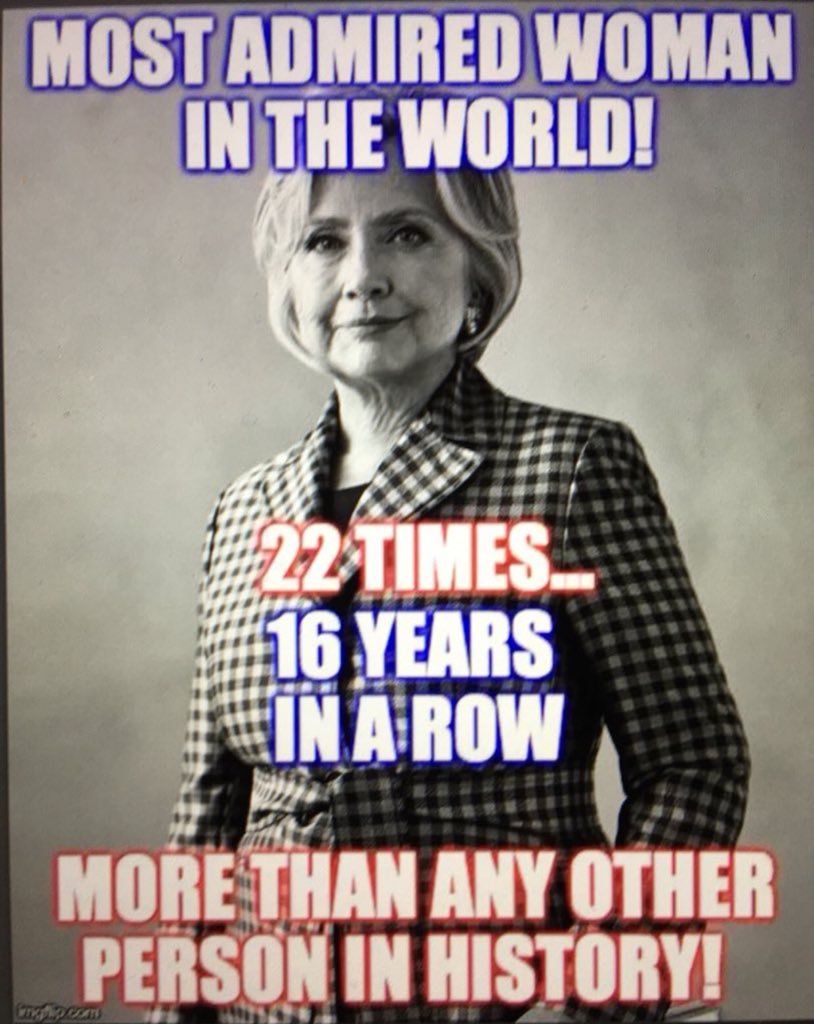 MOST ADMIRED WOMAN
IN THE WORLD!
22 TIMES...
16 YEARS
IN A ROW
MORE THAN ANY OTHER
PERSON IN HISTORY!
imgflip.com